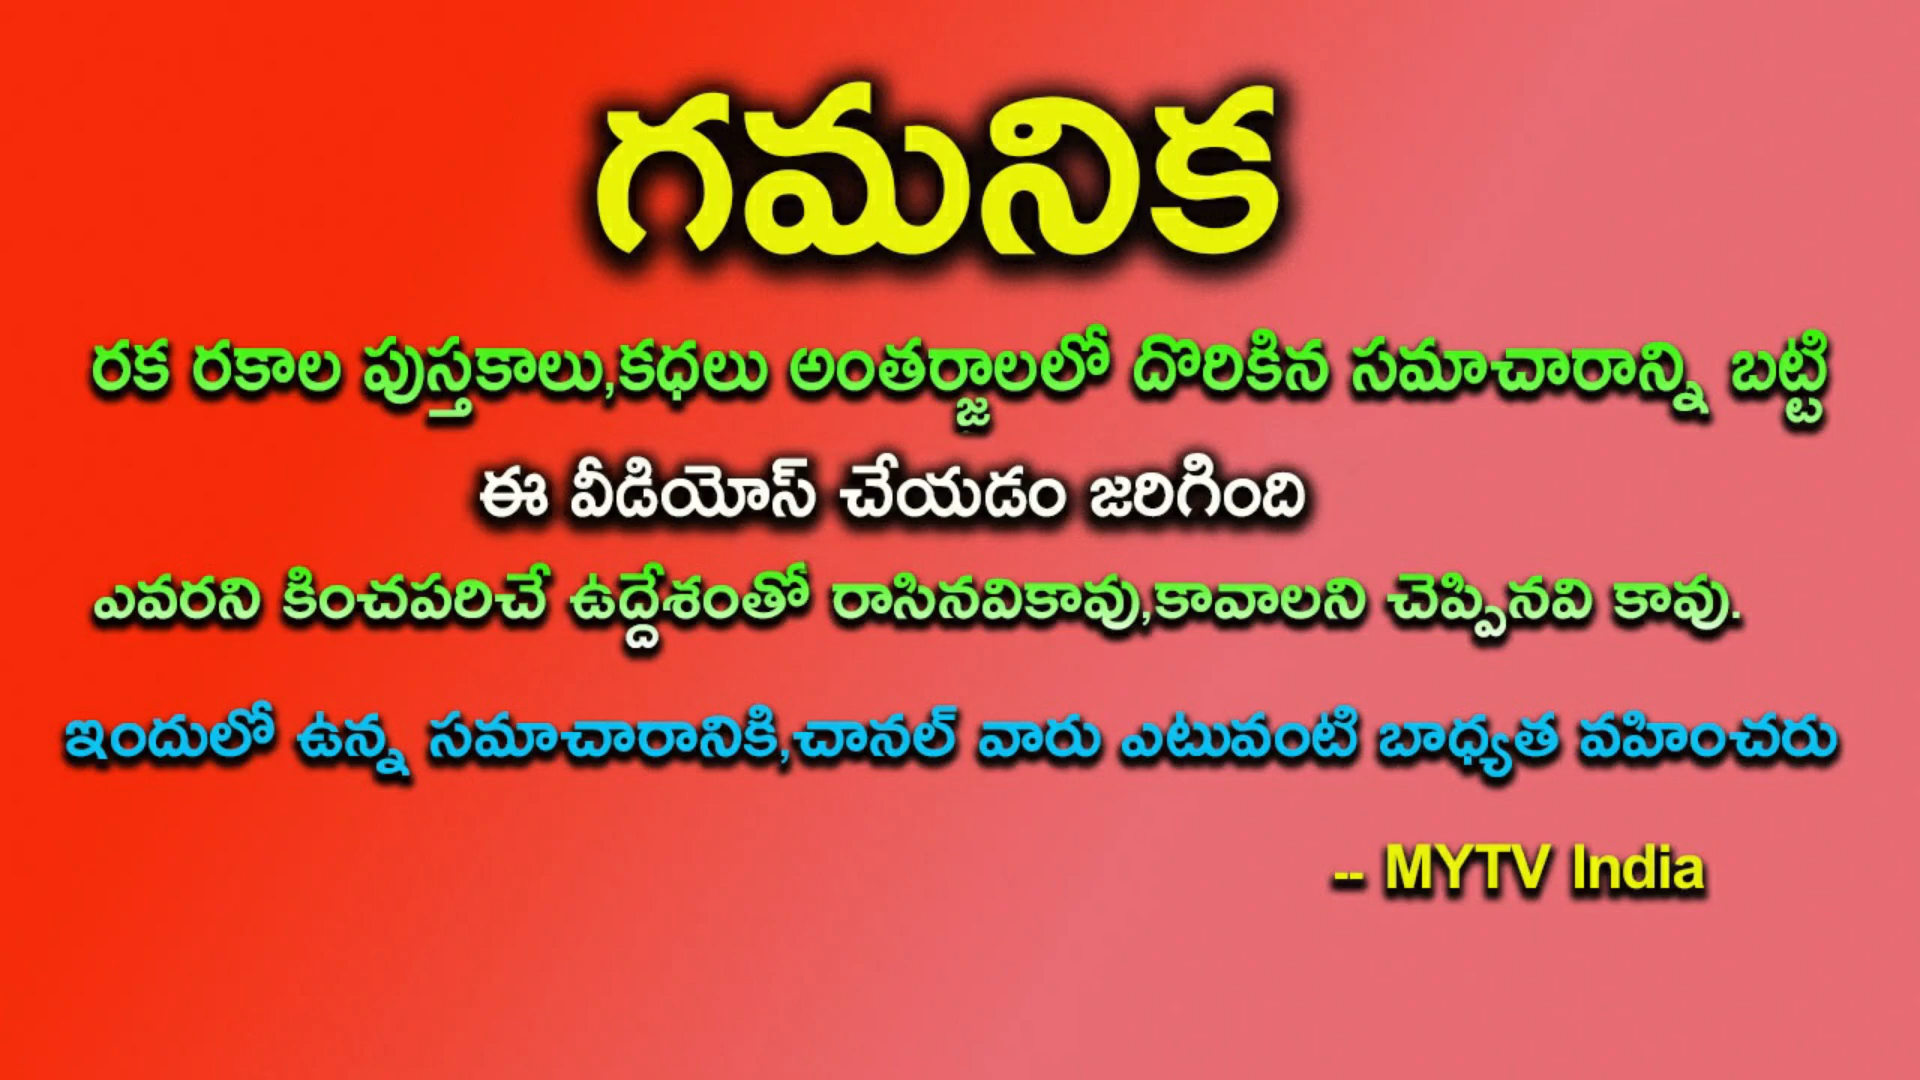 గమనిక
రక రకాల పుస్తకాలు,కధలు అంతర్జాలలో దొరికిన సమాచారాన్ని బట్టి
ఈ వీడియోస్ చేయడం జరిగింది
ఎవరని కించపరిచే ఉద్దేశంతో రాసినవికావు,కావాలని చెప్పినవి కావు.
ఇందులో ఉన్న సమాచారానికి,చానల్ వారు ఎటువంటి బాధ్యత వహించరు
-- MYTV India